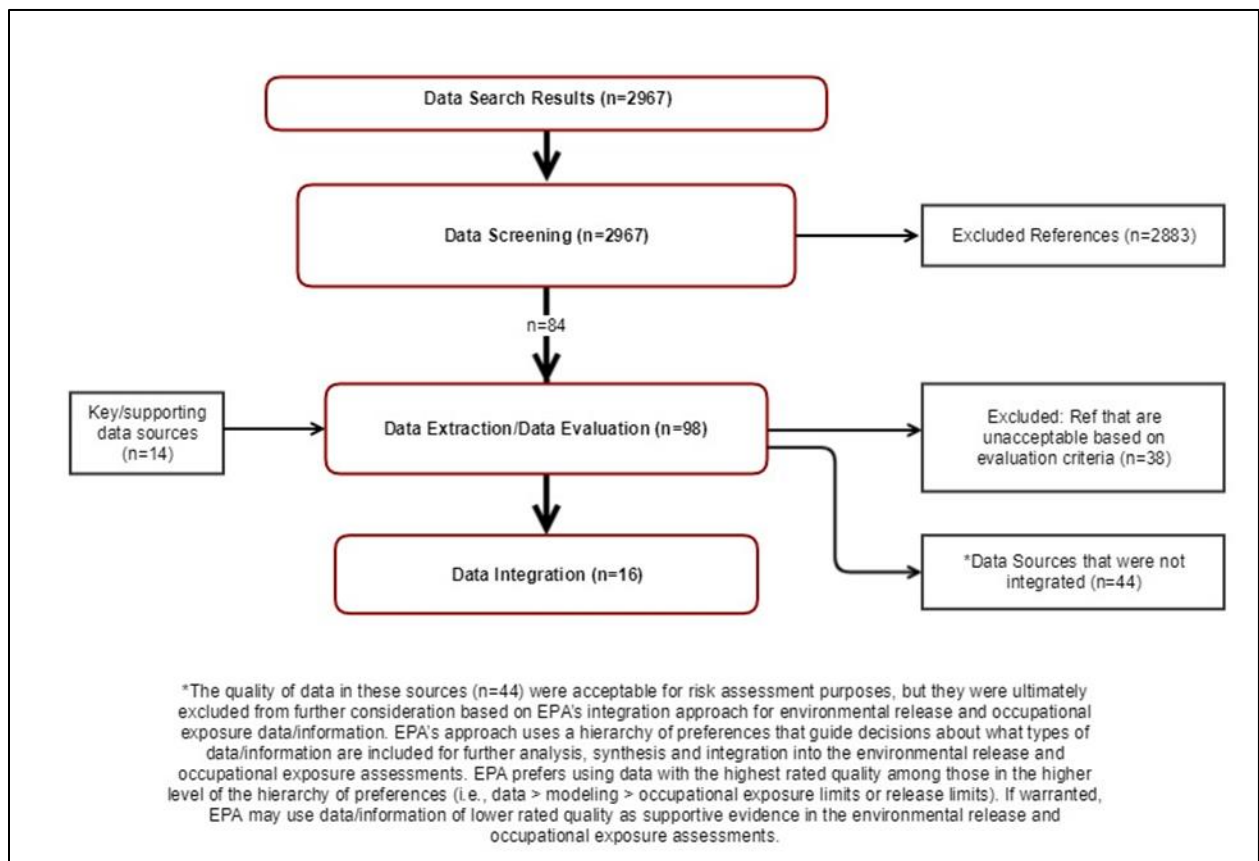 Data Search Results (n=2967)
Data Screening (n=2967)
Excluded References (n=2883)
n=84
Key/supporting
data sources
(n=14)
Data Extraction/Data Evaluation (n=98)
Excluded: Ref that are
unacceptable based on
evaluation criteria (n=38)
*Data Sources that were not
integrated (n=44)
Data Integration (n=16)
*The quality of data in these sources (n=44) were acceptable for risk assessment purposes, but they were ultimately
excluded from further consideration based on EPA's integration approach for environmental release and occupational
exposure data/information. EPA's approach uses a hierarchy of preferences that guide decisions about what types of
data/information are included for further analysis, synthesis and integration into the environmental release and
occupational exposure assessments. EPA prefers using data with the highest rated quality among those in the higher
level of the hierarchy of preferences (i.e., data > modeling > occupational exposure limits or release limits). If warranted,
EPA may use data/information of lower rated quality as supportive evidence in the environmental release and
occupational exposure assessments.